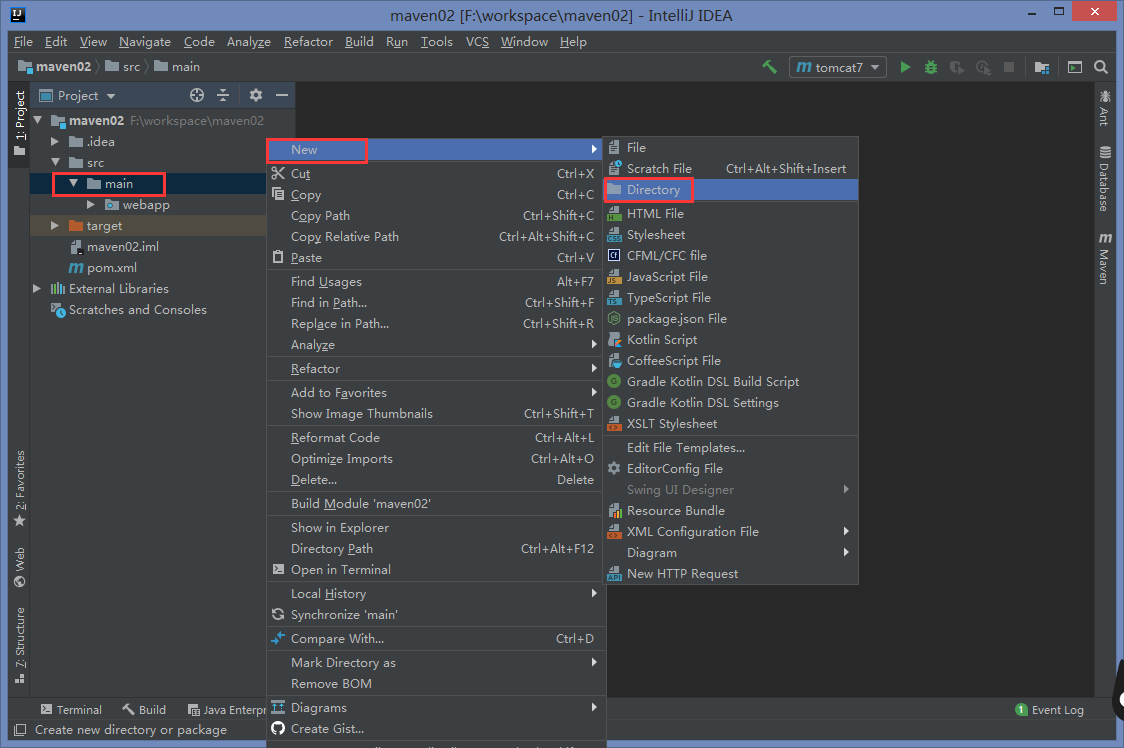 maven02 [F:\workspace\maven02] - IntelliJ IDEA
File Edit View Navigate Code Analyze Refactor Build Run Tools VCS Window Help
maven02 src main
tomcat7
1: Project
Project
maven02 F:\workspace\maven02
.idea
src
main
webapp
target
maven02.iml
pom.xml
External Libraries
Scratches and Consoles
New
Cut Ctrl+X
Copy Ctrl+C
Copy Path Ctrl+Shift+C
Copy Relative Path Ctrl+Alt+Shift+C
Paste Ctrl+V
Find Usages Alt+F7
Find in Path... Ctrl+Shift+F
Replace in Path... Ctrl+Shift+R
Analyze
Refactor
Add to Favorites
Show Image Thumbnails Ctrl+Shift+T
Reformat Code Ctrl+Alt+L
Optimize Imports Ctrl+Alt+O
Delete... Delete
Build Module 'maven02'
Show in Explorer
Directory Path Ctrl+Alt+F12
Open in Terminal
Local History
Synchronize 'main'
Compare With... Ctrl+D
Mark Directory as
Remove BOM
Diagrams
Create Gist...
File
Scratch File Ctrl+Alt+Shift+Insert
Directory
HTML File
Stylesheet
CFML/CFC file
JavaScript File
TypeScript File
package.json File
Kotlin Script
CoffeeScript File
Gradle Kotlin DSL Build Script
Gradle Kotlin DSL Settings
XSLT Stylesheet
Edit File Templates...
EditorConfig File
Swing UI Designer
Resource Bundle
XML Configuration File
Diagram
New HTTP Request
Ant
Database
Maven
2: Favorites
Web
7: Structure
Terminal Build Java Enterpr
1 Event Log
Create new directory or package